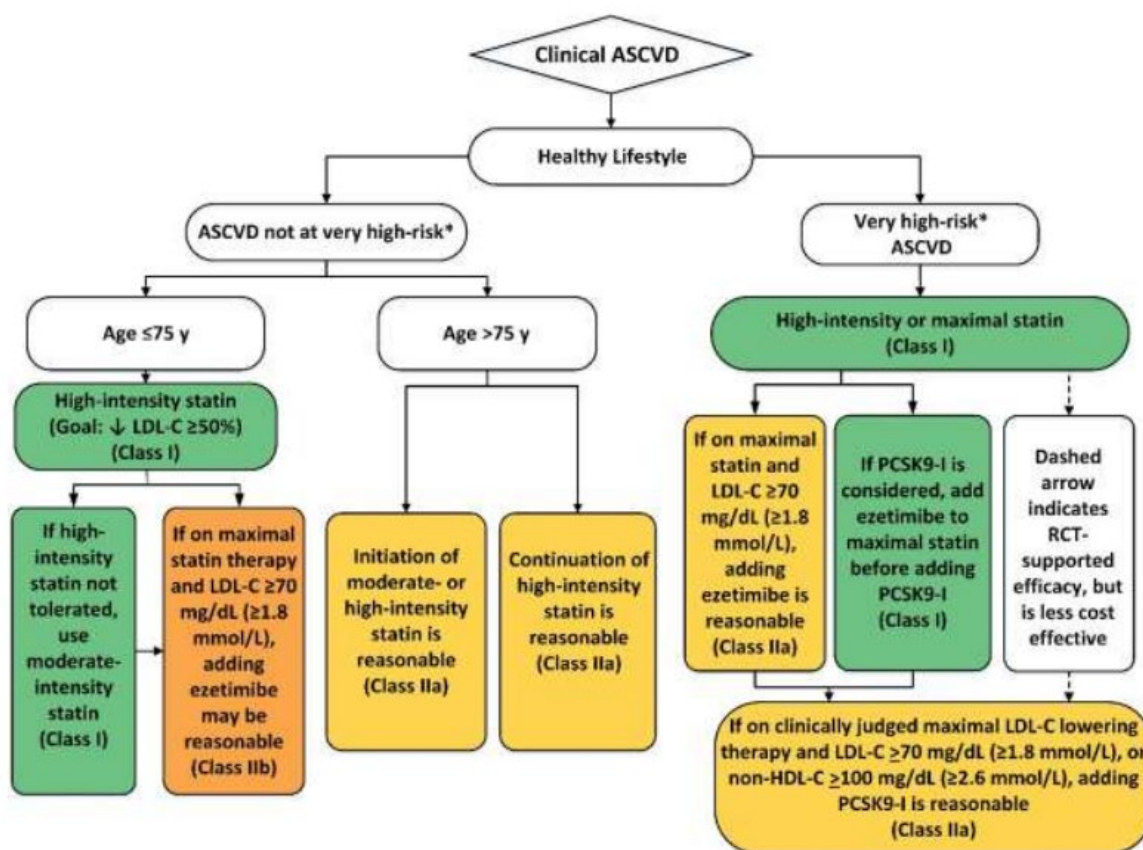 Clinical ASCVD
Healthy Lifestyle
ASCVD not at very high-risk*
Very high-risk*
ASCVD
Age ≤75 y
Age >75 y
High-intensity or maximal statin
(Class I)
High-intensity statin
(Goal: ↓ LDL-C ≥50%)
(Class I)
If high-
intensity
statin not
tolerated,
use
moderate-
intensity
statin
(Class I)
If on maximal
statin therapy
and LDL-C ≥70
mg/dL (≥1.8
mmol/L),
adding
ezetimibe
may be
reasonable
(Class IIb)
Initiation of
moderate- or
high-intensity
statin is
reasonable
(Class IIa)
Continuation of
high-intensity
statin is
reasonable
(Class IIa)
If on maximal
statin and
LDL-C ≥70
mg/dL (≥1.8
mmol/L),
adding
ezetimibe is
reasonable
(Class IIa)
If PCSK9-I is
considered, add
ezetimibe to
maximal statin
before adding
PCSK9-I
(Class I)
Dashed
arrow
indicates
RCT-
supported
efficacy, but
is less cost
effective
If on clinically judged maximal LDL-C lowering
therapy and LDL-C ≥70 mg/dL (≥1.8 mmol/L), or
non-HDL-C ≥100 mg/dL (≥2.6 mmol/L), adding
PCSK9-I is reasonable
(Class IIa)